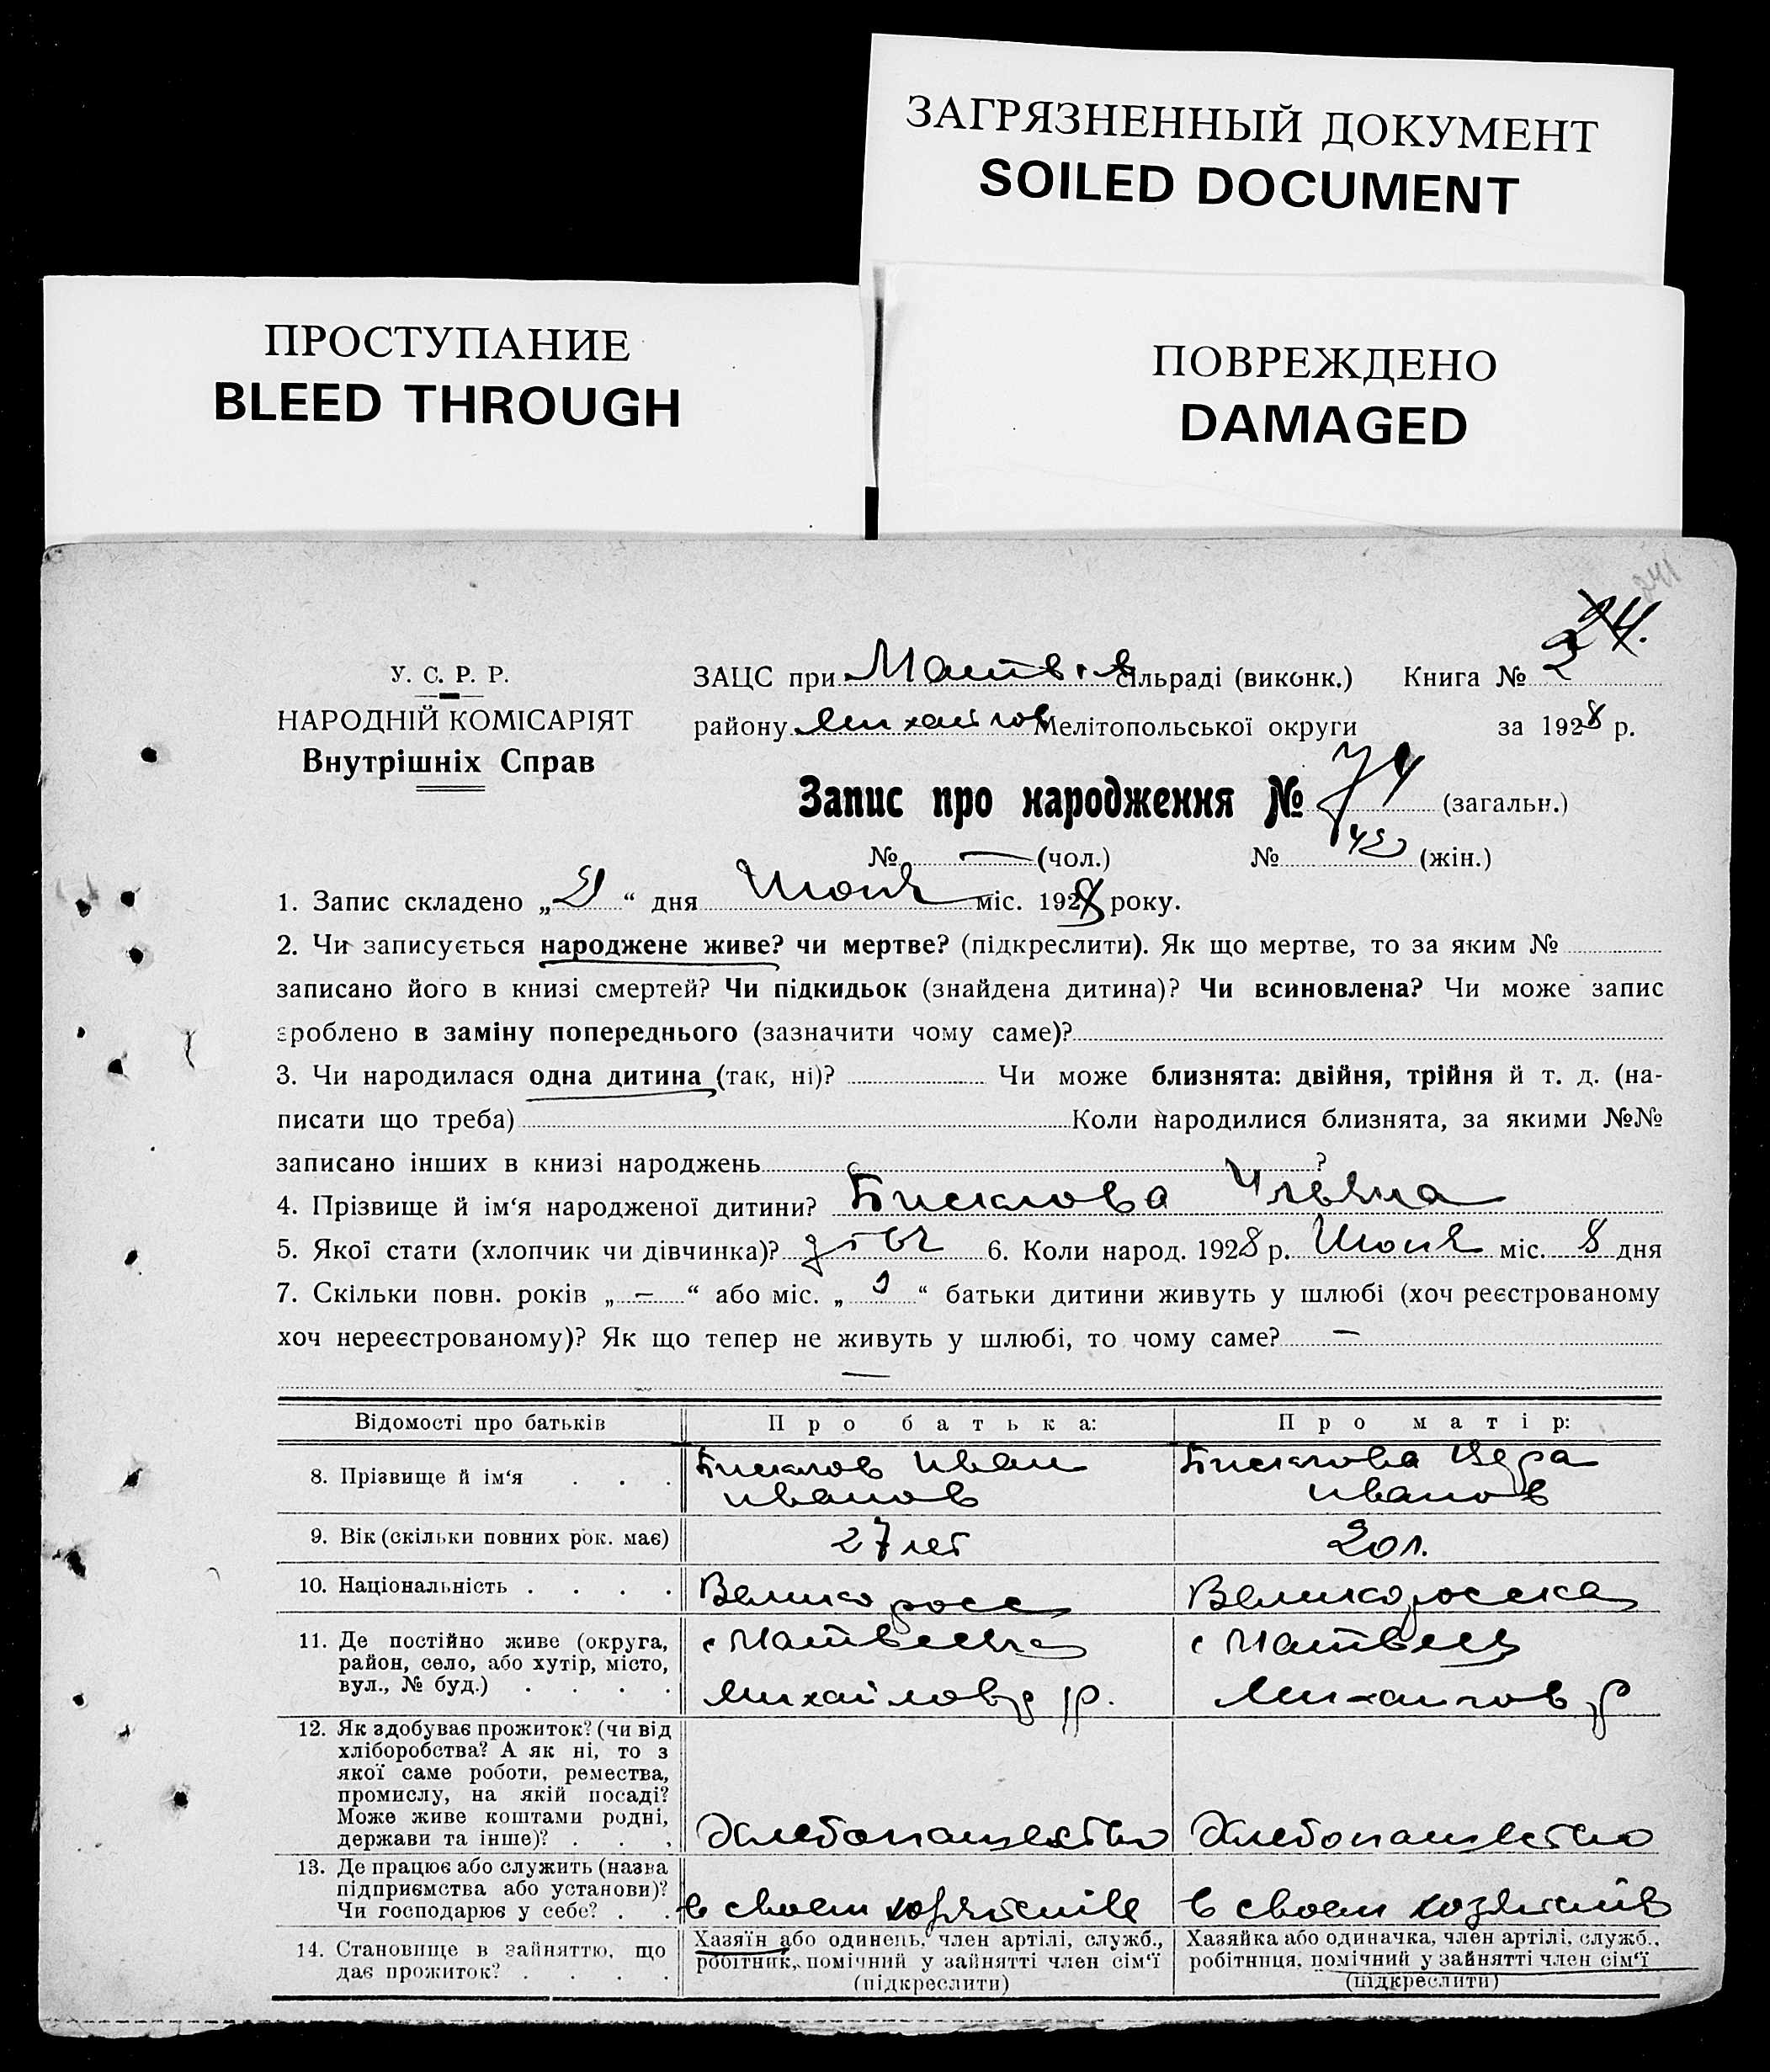 ЗАГРЯЗНЕННЫЙ ДОКУМЕНТ
SOILED DOCUMENT
ПРОСТУПАНИЕ
BLEED THROUGH
ПОВРЕЖДЕНО
DAMAGED
241
24.
У. С. Р. Р.
НАРОДНІЙ КОМІСАРІЯТ
Внутрішніх Справ
ЗАЦС при Матвѣев сільраді (виконк.) Книга № 2
району Михайлов Мелітопольської округи за 1928 р.
Запис про народження № 74 (загальн.)
№ — (чол.) № (жін.)
1. Запис складено „21“ дня Июня міс. 1928 року.
2. Чи записується народжене живе? чи мертве? (підкреслити). Як що мертве, то за яким №
записано його в книзі смертей? Чи підкидьок (знайдена дитина)? Чи всиновлена? Чи може запис
зроблено в заміну попереднього (зазначити чому саме)?
3. Чи народилася одна дитина (так, ні)? Чи може близнята: двійня, трійня й т. д. (на-
писати що треба) Коли народилися близнята, за якими №№
записано інших в книзі народжень ?
4. Прізвище й ім‘я народженої дитини? Ульяна
5. Якої стати (хлопчик чи дівчинка)? 6. Коли народ. 1928 р. Июня міс. 8 дня
7. Скільки повн. років „—“ або міс. „9“ батьки дитини живуть у шлюбі (хоч реєстрованому
хоч нереєстрованому)? Як що тепер не живуть у шлюбі, то чому саме? —
—
Відомості про батьків Про батька: Про матір:
8. Прізвище й ім‘я . . . Иван Иванов Вера Иванов
9. Вік (скільки повних рок. має) 27 лет 20 л.
10. Національність . . . . Великоросс Великоросска
11. Де постійно живе (округа, с Матвеевка с Матвеев
район, село, або хутір, місто,
вул., № буд.) . . . . Михайлов р. Михайлов р
12. Як здобуває прожиток? (чи від
хліборобства? А як ні, то з
якої саме роботи, ремества,
промислу, на якій посаді?
Може живе коштами родні,
держави та інше)? . . . Хлебопашество Хлебопашество
13. Де працює або служить (назва
підприємства або установи)?
Чи господарює у себе? . . в своем хозяйстве в своем хозяйств
14. Становище в зайняттю, що Хазяїн або одинець, член артілі, служб., Хазяйка або одиначка, член артілі, служб.,
дає прожиток? . . . . робітник, помічний у зайнятті член сім‘ї робітниця, помічний у зайнятті член сім‘ї
(підкреслити) (підкреслити)